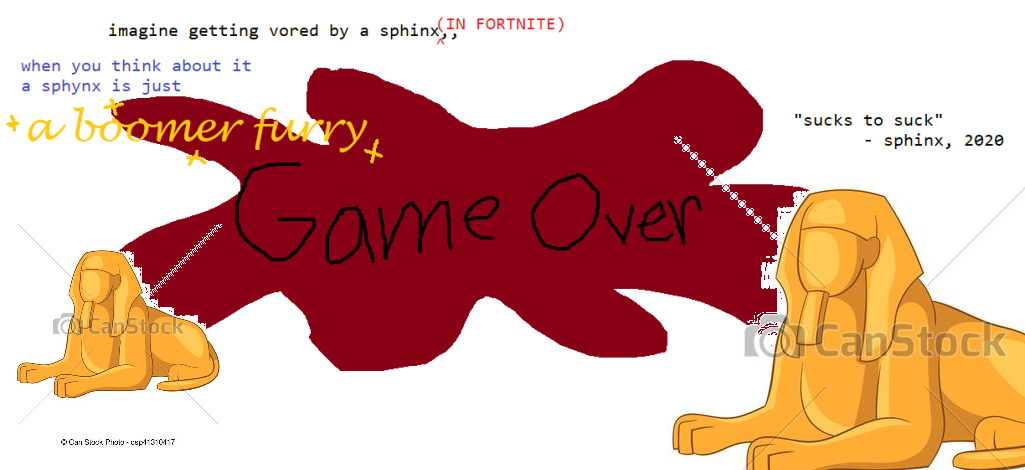 imagine getting vored by a sphinx,,
(IN FORTNITE)
^
when you think about it
a sphynx is just
a boomer furry
"sucks to suck"
- sphinx, 2020
Game Over
CanStock
CanStock
© Can Stock Photo - csp41310417